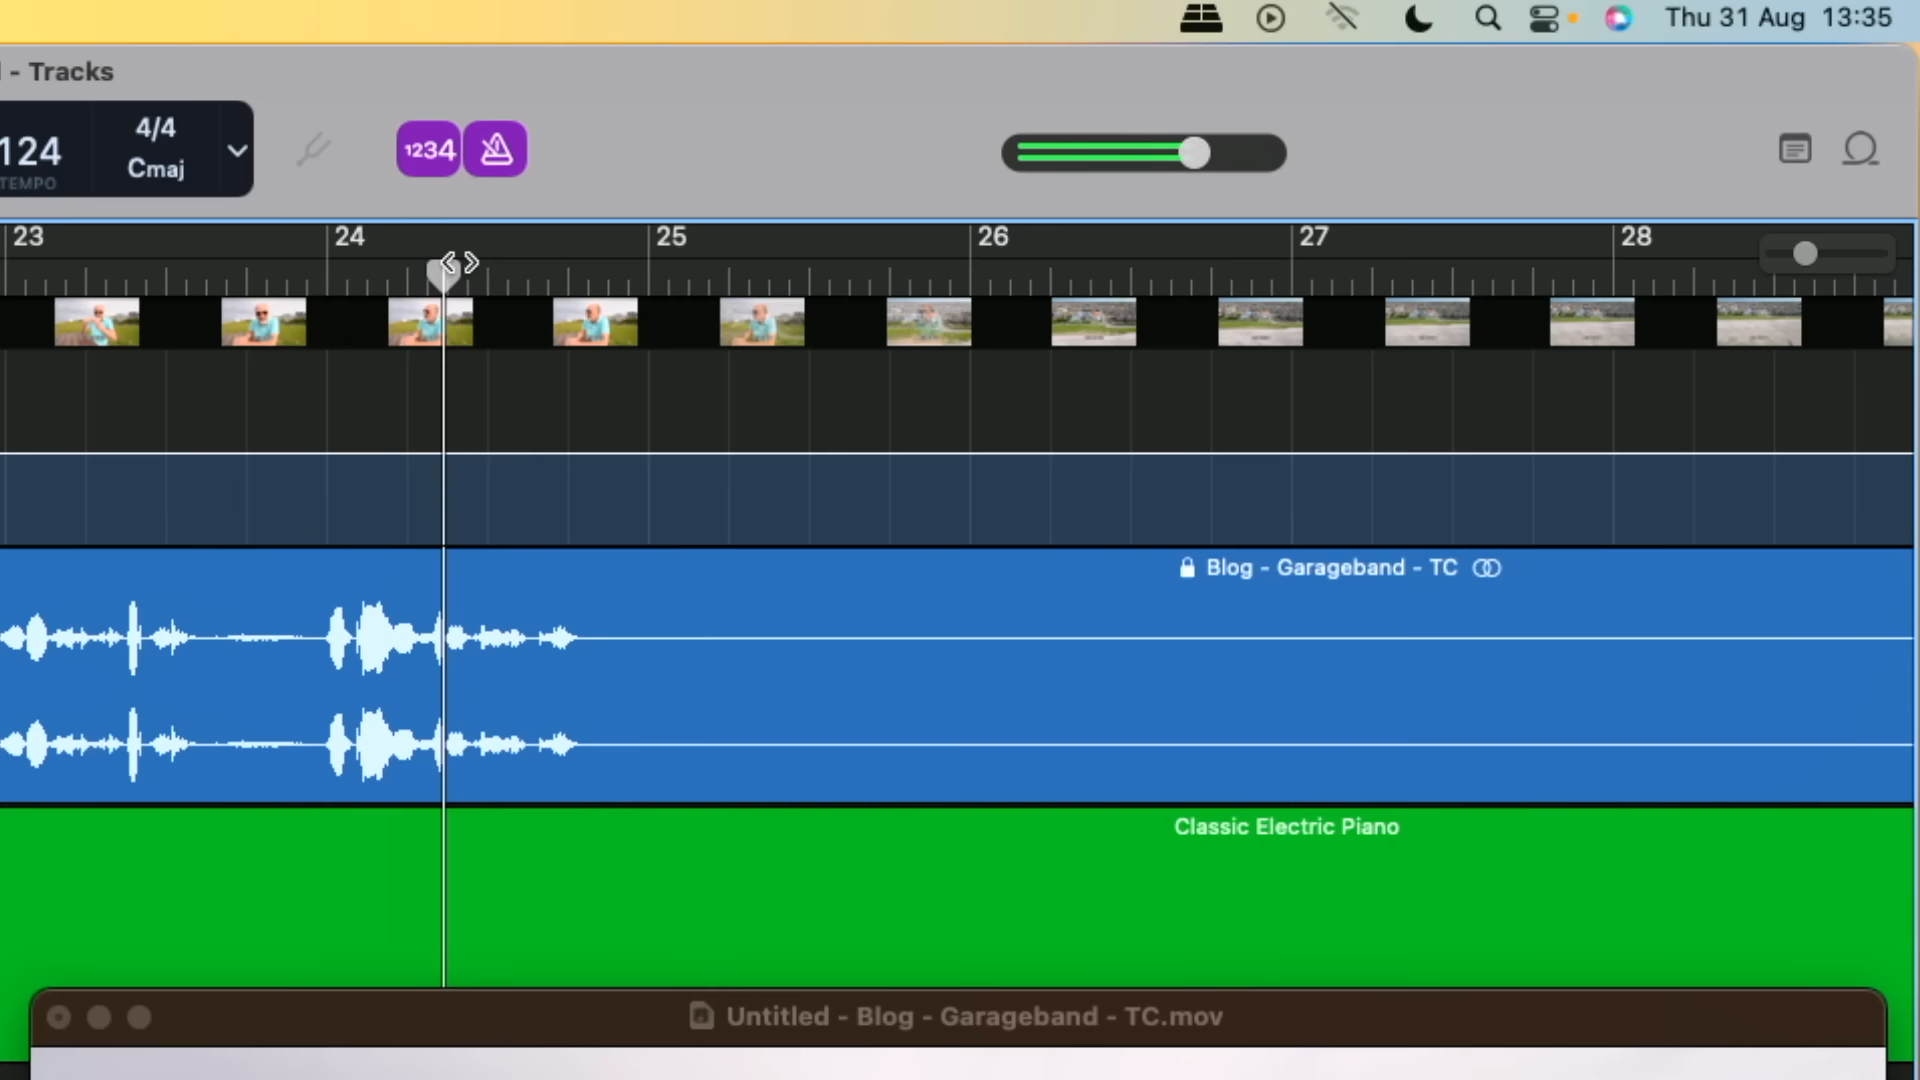 Thu 31 Aug 13:35
- Tracks
124
TEMPO
4/4
Cmaj
1234
23 24 25 26 27 28
Blog - Garageband - TC
Classic Electric Piano
Untitled - Blog - Garageband - TC.mov